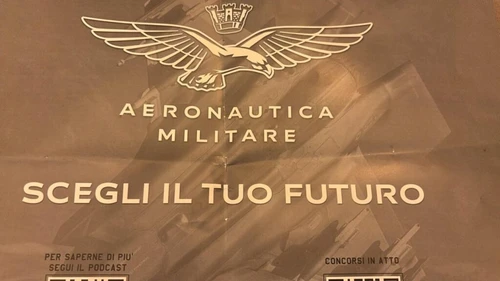 AERONAUTICA
MILITARE
SCEGLI IL TUO FUTURO
PER SAPERNE DI PIU'
SEGUI IL PODCAST
CONCORSI IN ATTO